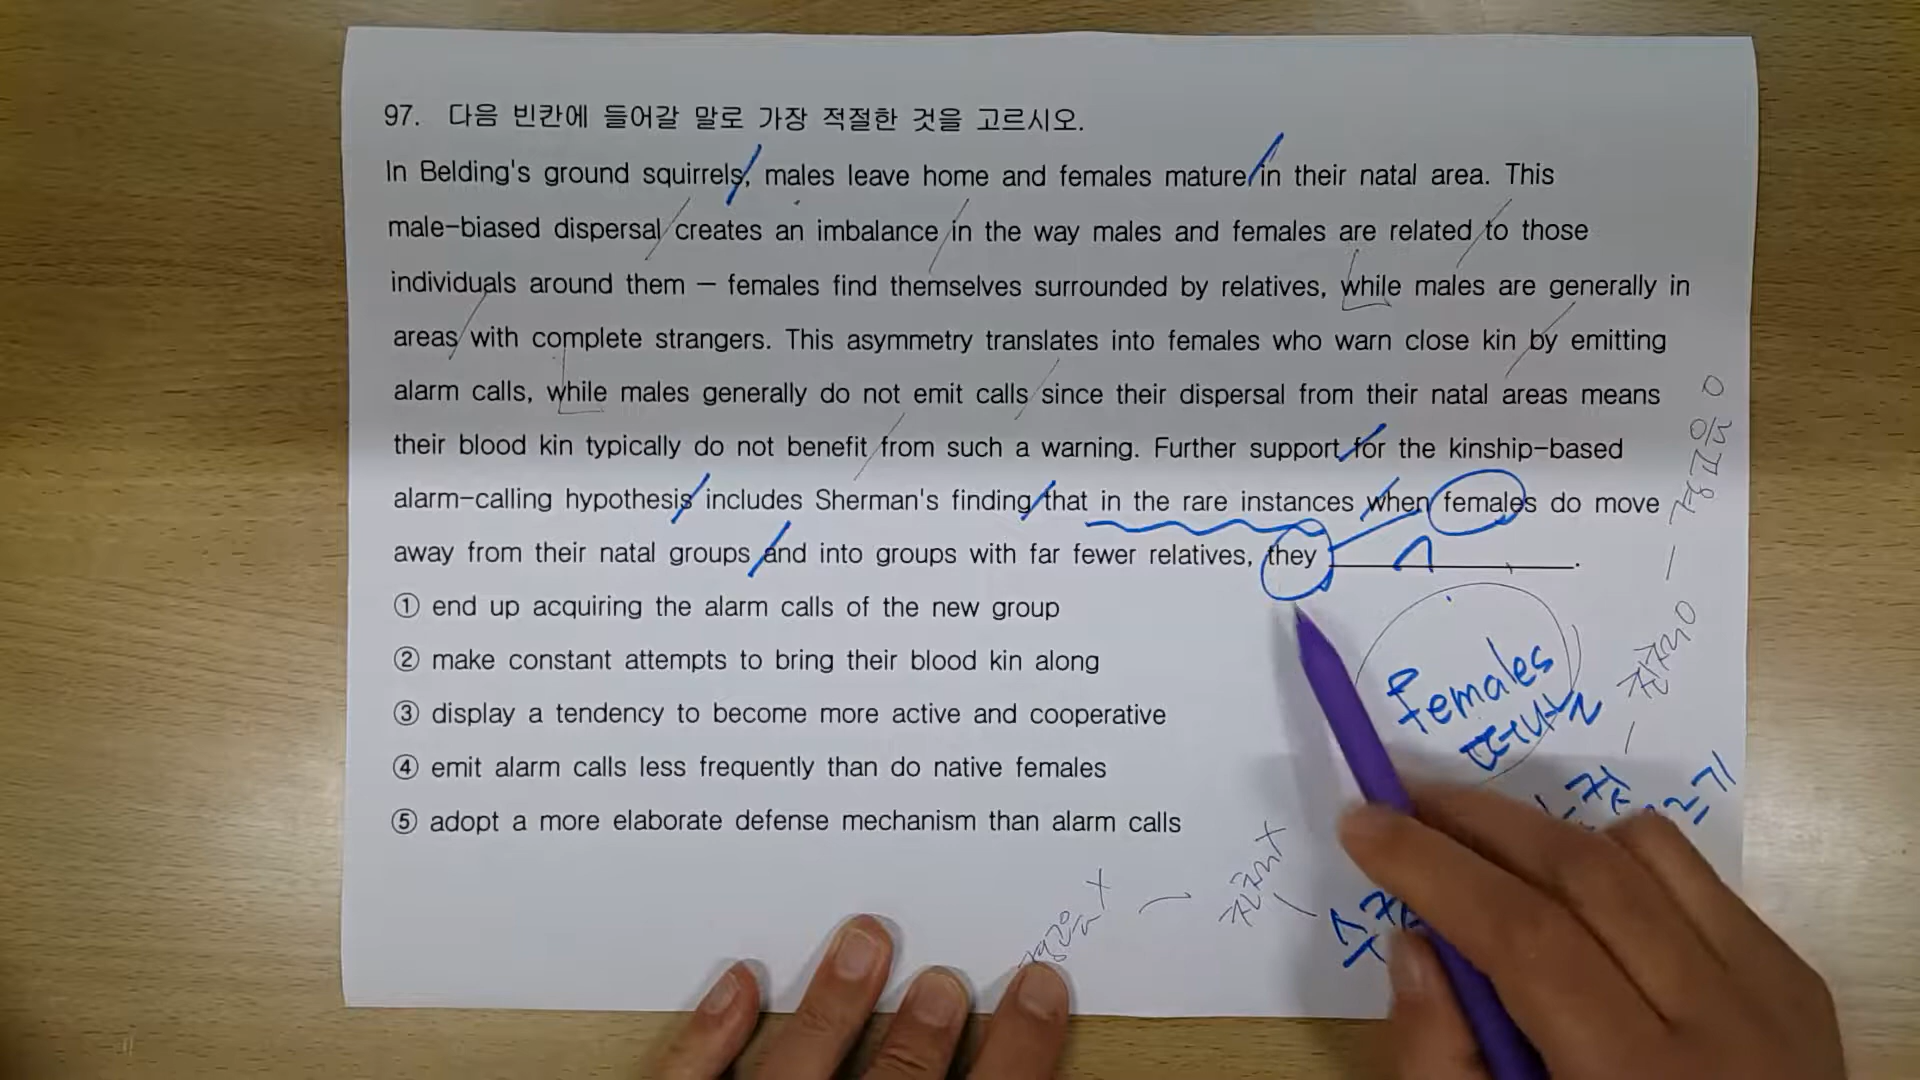 97. 다음 빈칸에 들어갈 말로 가장 적절한 것을 고르시오.
In Belding's ground squirrels, males leave home and females mature in their natal area. This
male-biased dispersal creates an imbalance in the way males and females are related to those
individuals around them — females find themselves surrounded by relatives, while males are generally in
areas with complete strangers. This asymmetry translates into females who warn close kin by emitting
alarm calls, while males generally do not emit calls since their dispersal from their natal areas means
their blood kin typically do not benefit from such a warning. Further support for the kinship-based
alarm-calling hypothesis includes Sherman's finding that in the rare instances when females do move
away from their natal groups and into groups with far fewer relatives, they .
① end up acquiring the alarm calls of the new group
② make constant attempts to bring their blood kin along
③ display a tendency to become more active and cooperative
④ emit alarm calls less frequently than do native females
⑤ adopt a more elaborate defense mechanism than alarm calls
females